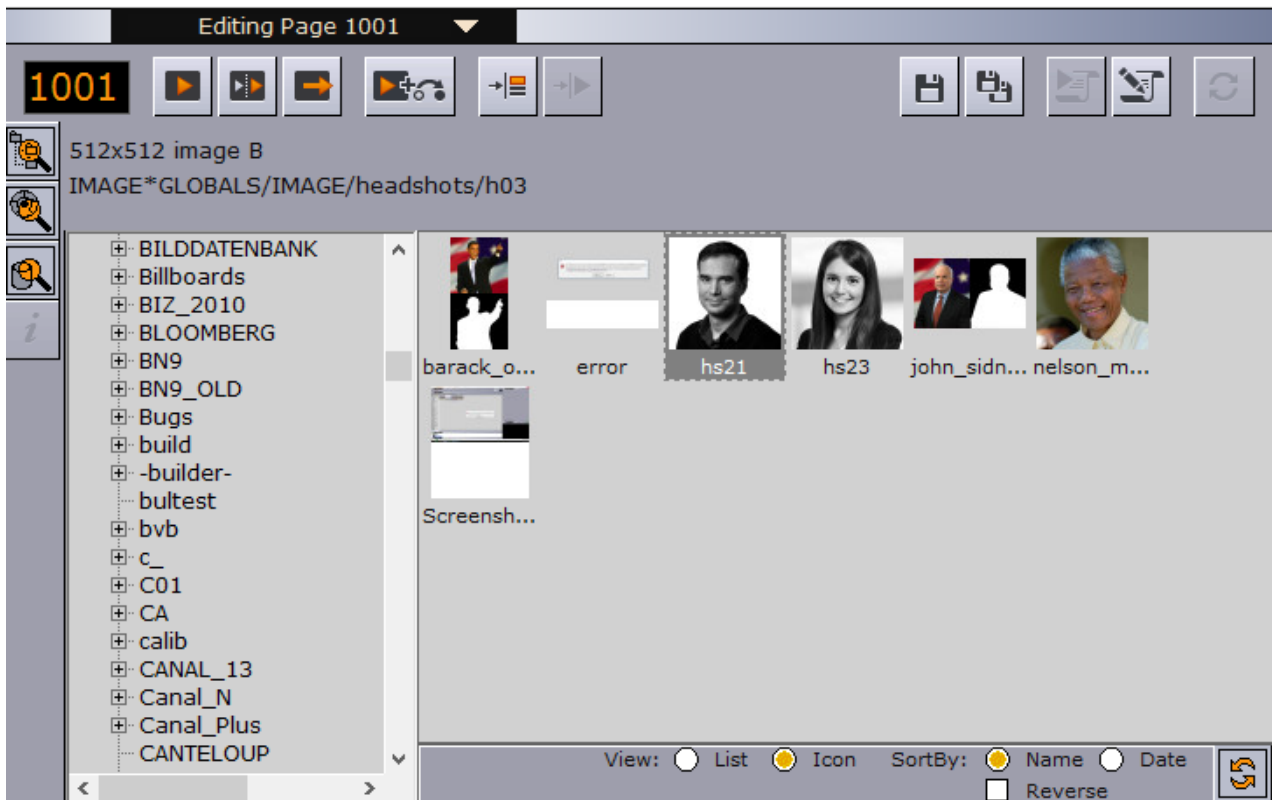 Editing Page 1001
1001
512x512 image B
IMAGE*GLOBALS/IMAGE/headshots/h03
i
BILDDATENBANK
Billboards
BIZ_2010
BLOOMBERG
BN9
BN9_OLD
Bugs
build
-builder-
bultest
bvb
c_
C01
CA
calib
CANAL_13
Canal_N
Canal_Plus
CANTELOUP
barack_o... error hs21 hs23 john_sidn... nelson_m...
Screensh...
View: List Icon SortBy: Name Date
Reverse